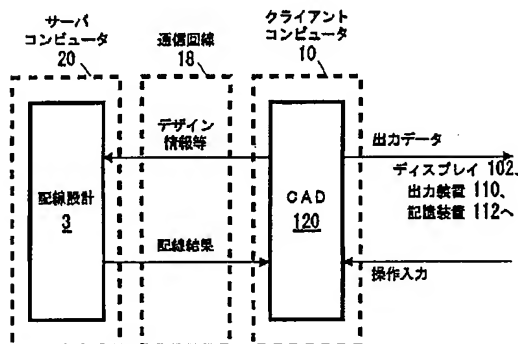 サーバ
コンピュータ
20
通信回線
18
クライアント
コンピュータ
10
デザイン
情報等
出力データ
ディスプレイ 102、
出力装置 110、
記憶装置 112へ
配線設計
3
CAD
120
配線結果
操作入力